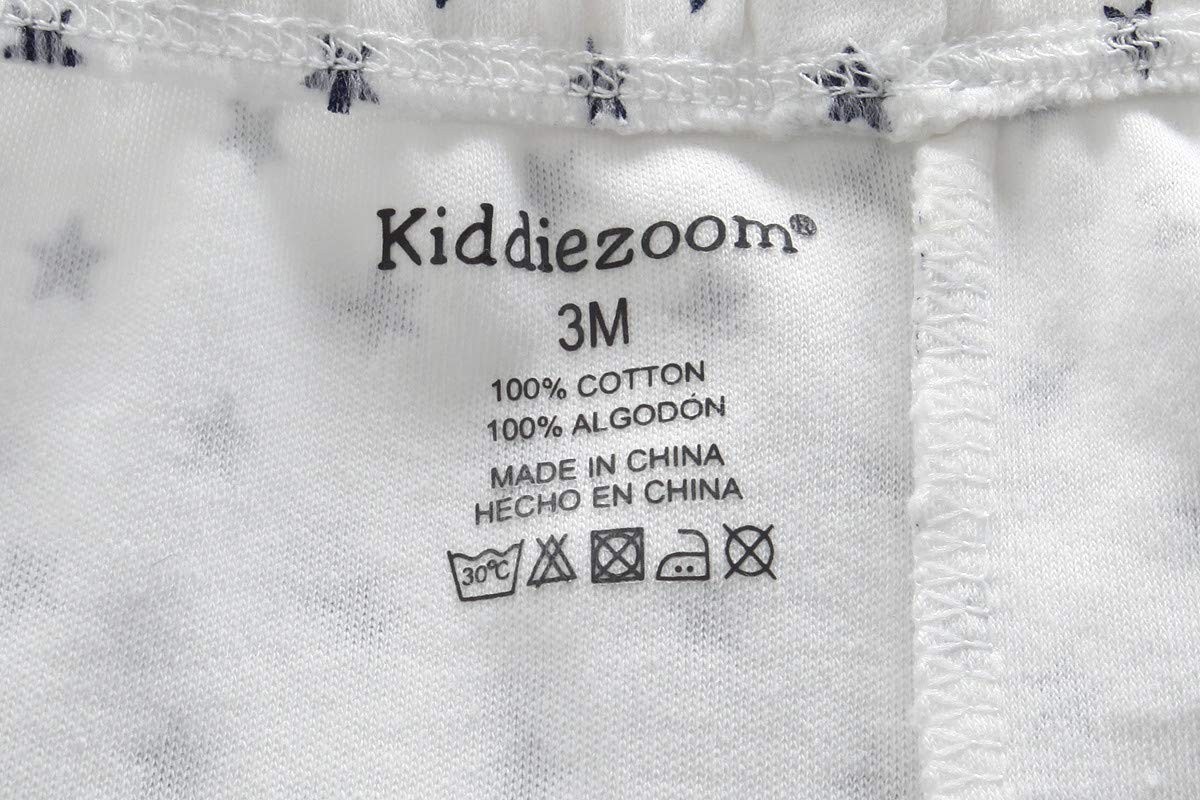 Kiddiezoom®
3M
100% COTTON
100% ALGODÓN
MADE IN CHINA
HECHO EN CHINA
30°C